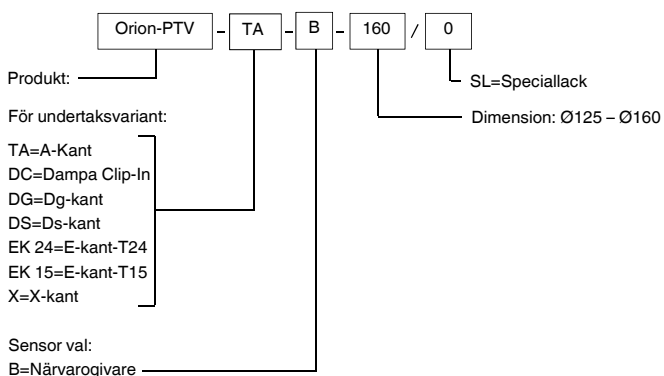 Orion-PTV - TA - B - 160 / 0
Produkt:
SL=Speciallack
För undertaksvariant:
Dimension: Ø125 – Ø160
TA=A-Kant
DC=Dampa Clip-In
DG=Dg-kant
DS=Ds-kant
EK 24=E-kant-T24
EK 15=E-kant-T15
X=X-kant
Sensor val:
B=Närvarogivare